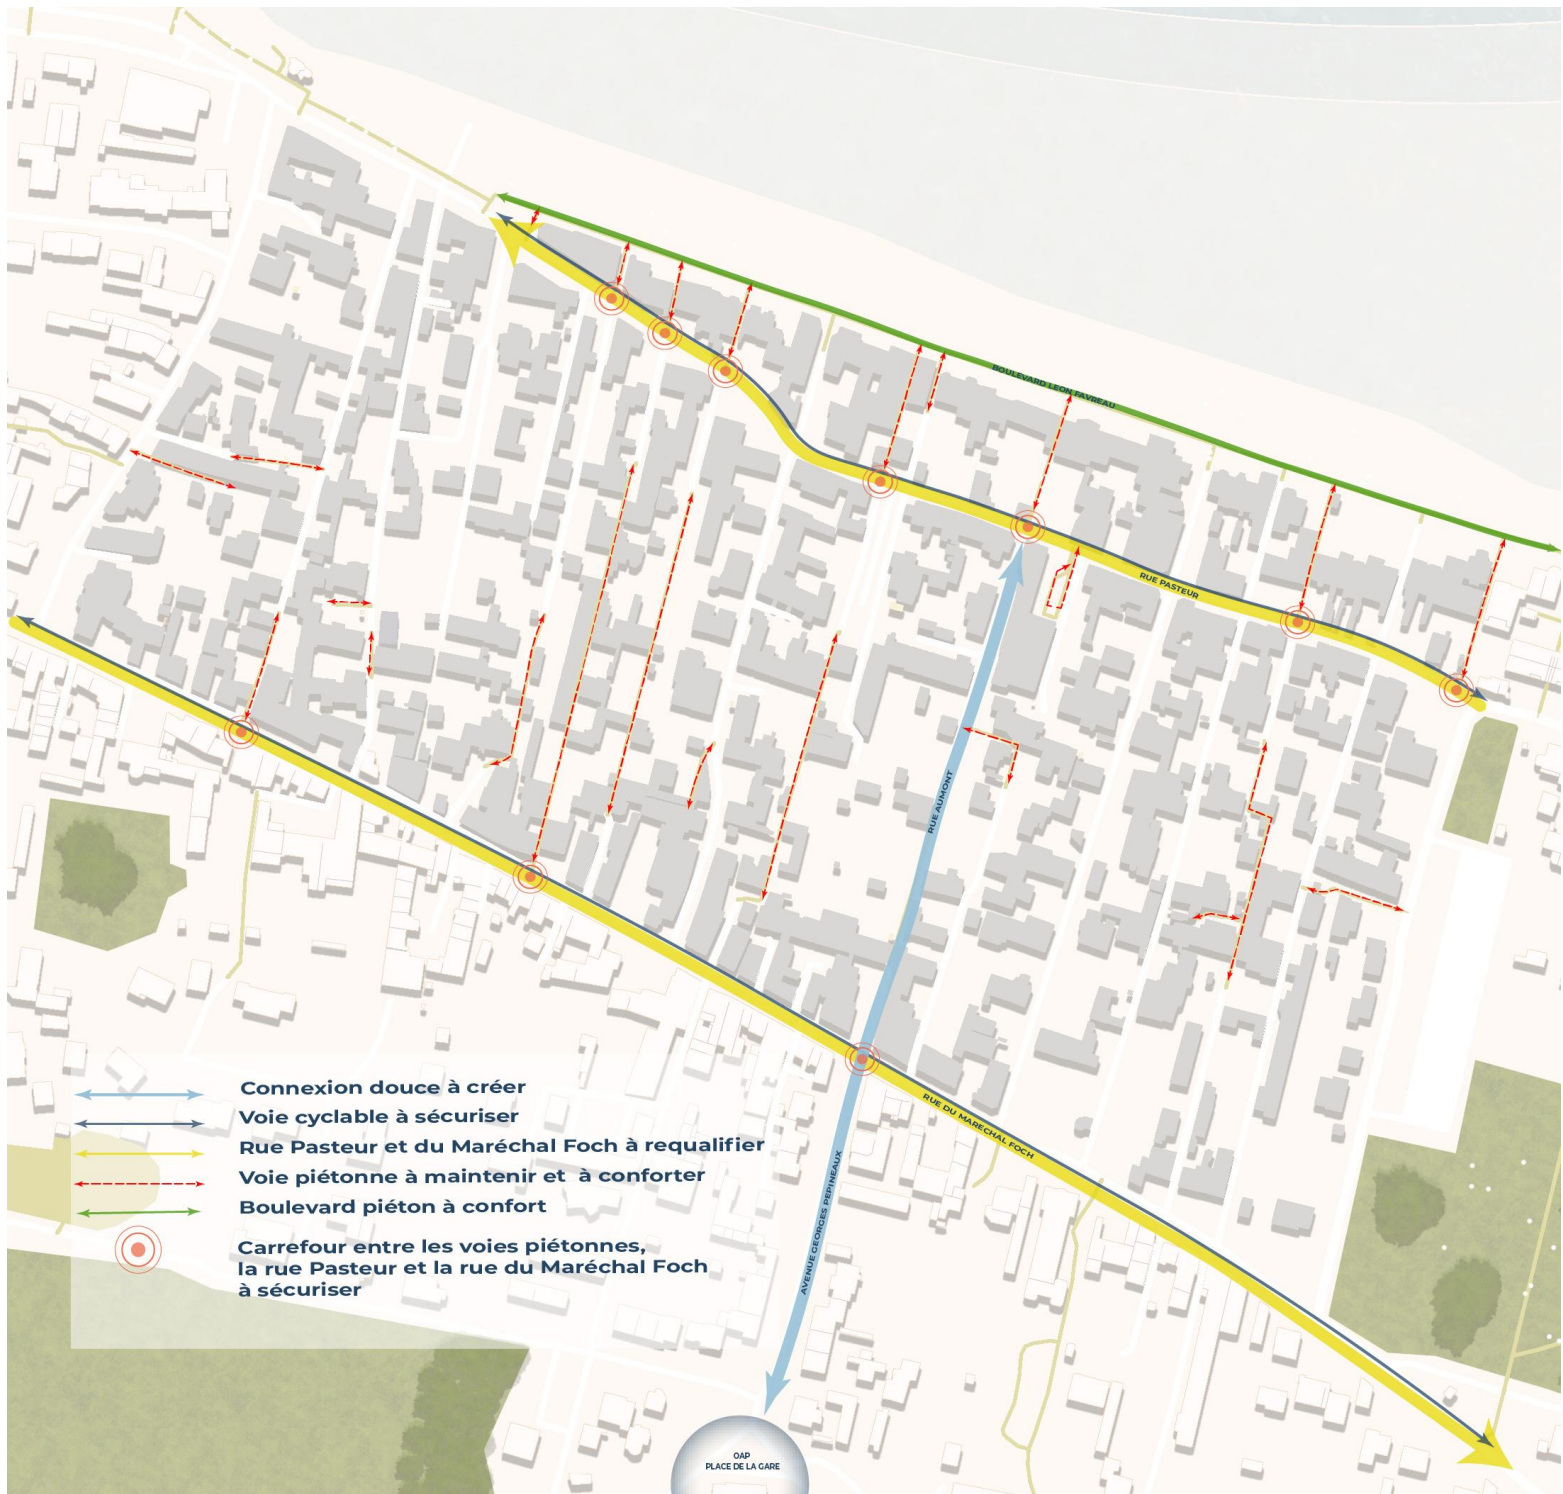 BOULEVARD LEON FAVREAU
RUE PASTEUR
RUE AUMONT
RUE DU MARECHAL FOCH
AVENUE GEORGES PEPINEAUX
Connexion douce à créer
Voie cyclable à sécuriser
Rue Pasteur et du Maréchal Foch à requalifier
Voie piétonne à maintenir et à conforter
Boulevard piéton à confort
Carrefour entre les voies piétonnes,
la rue Pasteur et la rue du Maréchal Foch
à sécuriser
OAP
PLACE DE LA GARE